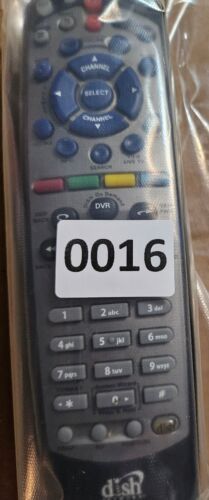 CHANNEL
SELECT
CHANNEL
SEARCH
DVR
0016
1 2 abc 3 def
4 ghi 5 jkl 6 mno
7 pqrs 8 tuv 9 wxyz
* 0 #
dish